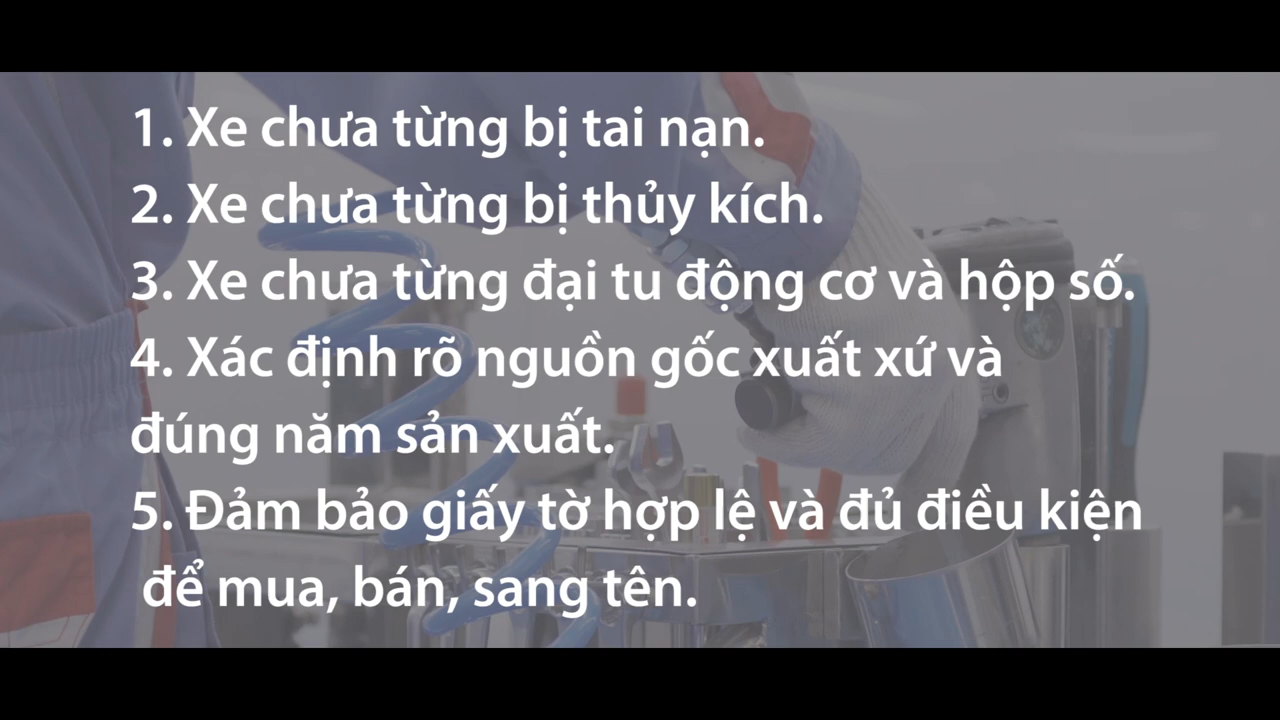 1. Xe chưa từng bị tai nạn.
2. Xe chưa từng bị thủy kích.
3. Xe chưa từng đại tu động cơ và hộp số.
4. Xác định rõ nguồn gốc xuất xứ và
đúng năm sản xuất.
5. Đảm bảo giấy tờ hợp lệ và đủ điều kiện
để mua, bán, sang tên.